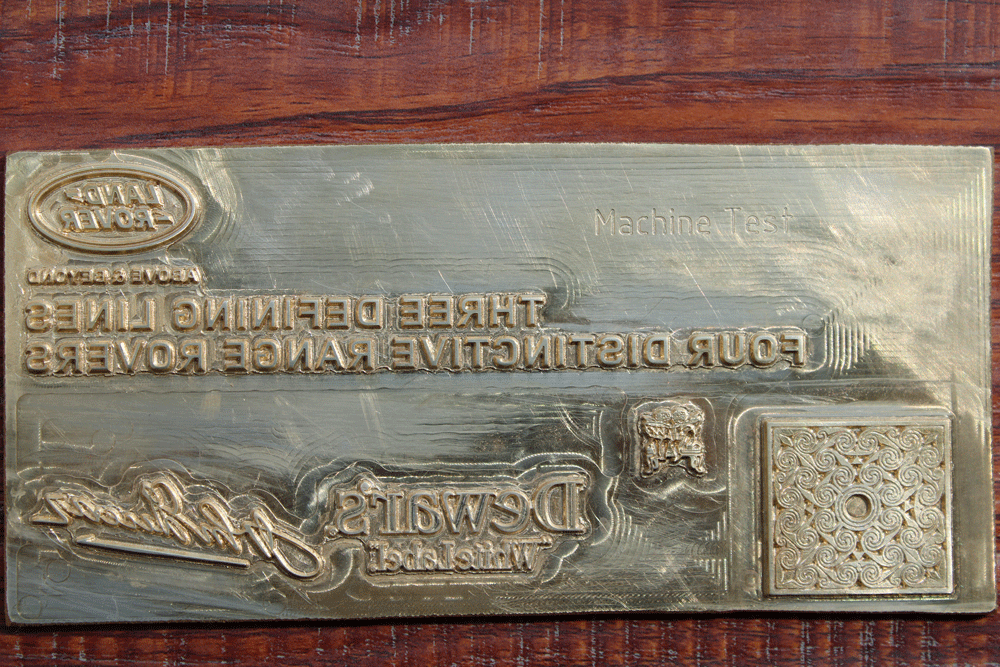 LAND
ROVER
Machine Test
ABOVE & BEYOND
THREE DEFINING LINES
FOUR DISTINCTIVE RANGE ROVERS
Dewar's
"White Label"